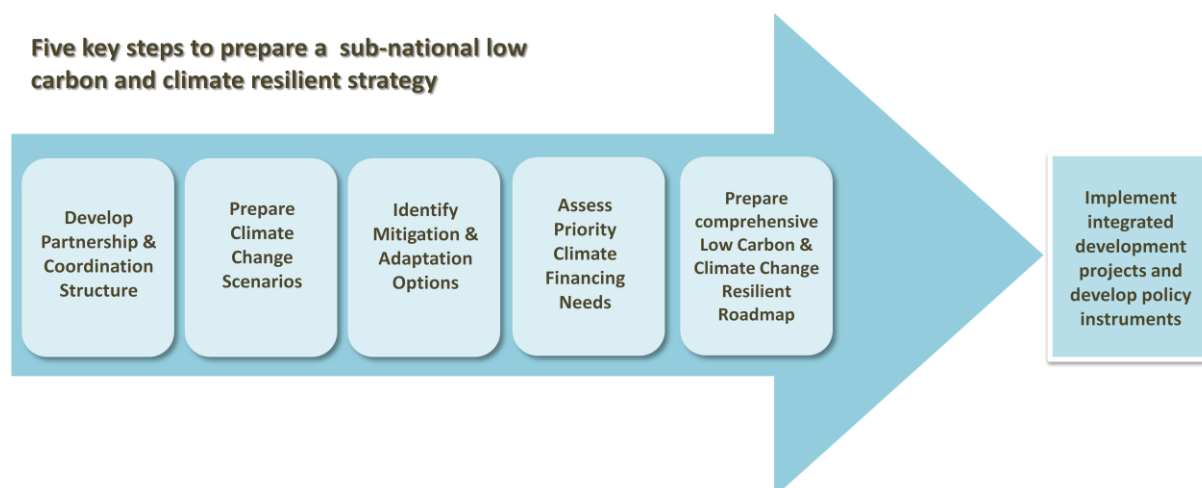 Five key steps to prepare a sub-national low
carbon and climate resilient strategy
Develop
Partnership &
Coordination
Structure
Prepare
Climate
Change
Scenarios
Identify
Mitigation &
Adaptation
Options
Assess
Priority
Climate
Financing
Needs
Prepare
comprehensive
Low Carbon &
Climate Change
Resilient
Roadmap
Implement
integrated
development
projects and
develop policy
instruments